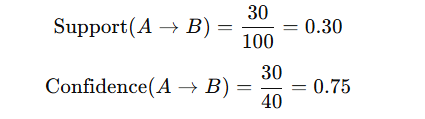 Support(A → B) = 30/100 = 0.30
Confidence(A → B) = 30/40 = 0.75